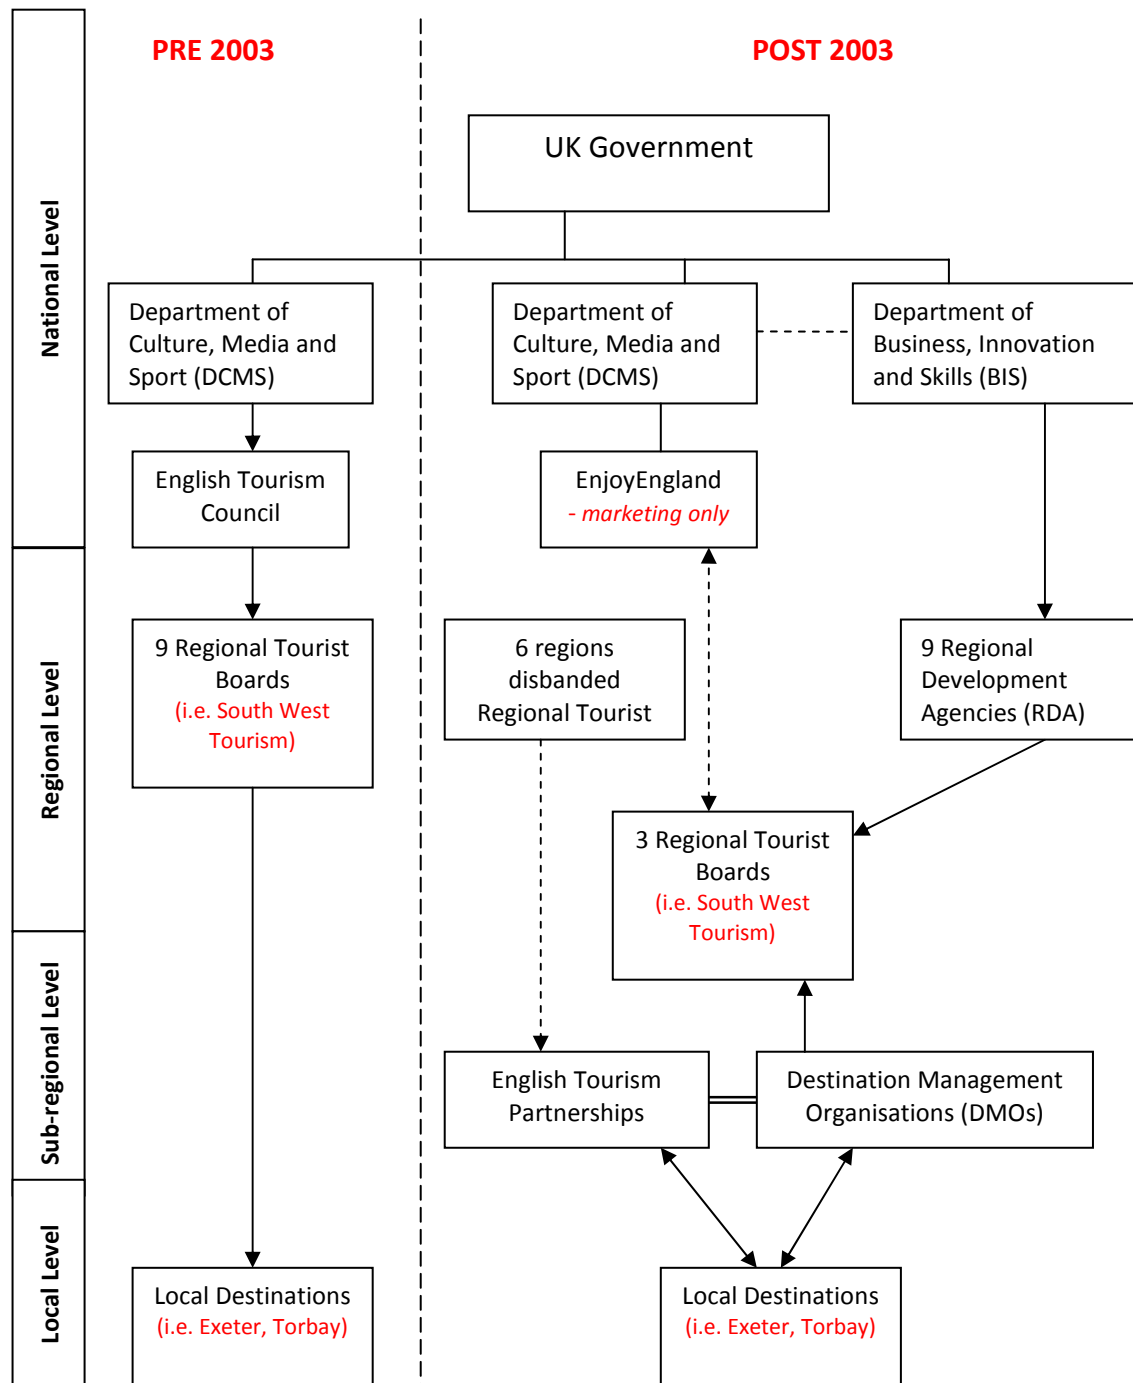 PRE 2003
POST 2003
National Level
UK Government
Department of
Culture, Media and
Sport (DCMS)
Department of
Culture, Media and
Sport (DCMS)
Department of
Business, Innovation
and Skills (BIS)
English Tourism
Council
EnjoyEngland
- marketing only
Regional Level
9 Regional Tourist
Boards
(i.e. South West
Tourism)
6 regions
disbanded
Regional Tourist
9 Regional
Development
Agencies (RDA)
3 Regional Tourist
Boards
(i.e. South West
Tourism)
Sub-regional Level
English Tourism
Partnerships
Destination Management
Organisations (DMOs)
Local Level
Local Destinations
(i.e. Exeter, Torbay)
Local Destinations
(i.e. Exeter, Torbay)